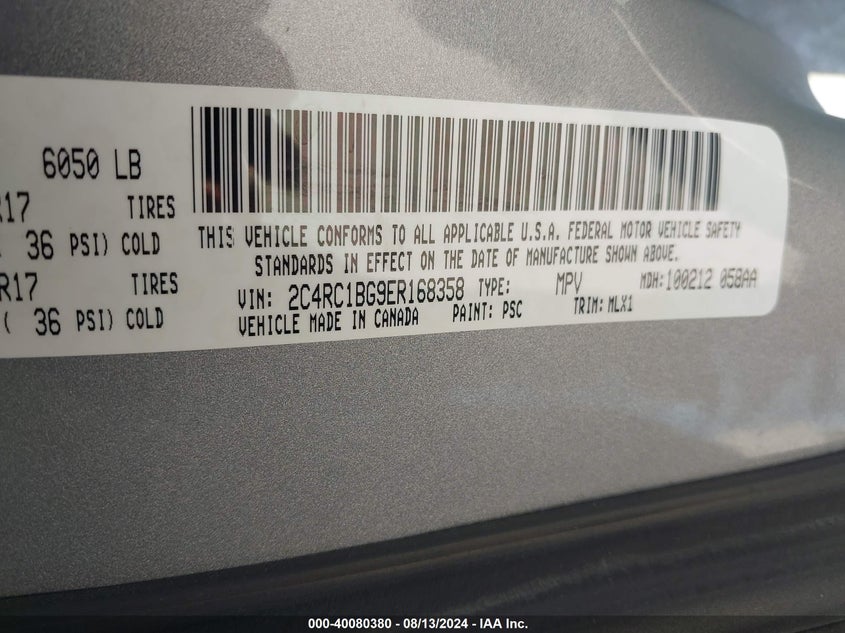 6050 LB
R17 TIRES
36 PSI) COLD
R17 TIRES
( 36 PSI) COLD
THIS VEHICLE CONFORMS TO ALL APPLICABLE U.S.A. FEDERAL MOTOR VEHICLE SAFETY
STANDARDS IN EFFECT ON THE DATE OF MANUFACTURE SHOWN ABOVE.
VIN: 2C4RC1BG9ER168358 TYPE: MPV MDH:100212 058AA
VEHICLE MADE IN CANADA PAINT: PSC TRIM: MLX1
000-40080380 - 08/13/2024 - IAA Inc.